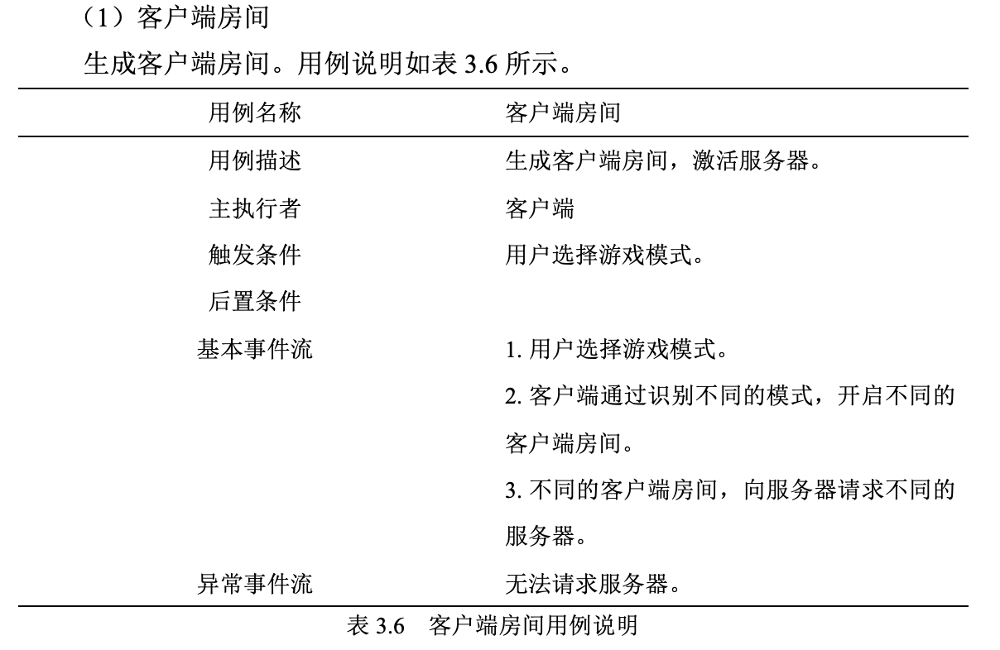 （1）客户端房间
生成客户端房间。用例说明如表 3.6 所示。
用例名称 客户端房间
用例描述 生成客户端房间，激活服务器。
主执行者 客户端
触发条件 用户选择游戏模式。
后置条件
基本事件流 1. 用户选择游戏模式。
2. 客户端通过识别不同的模式，开启不同的
客户端房间。
3. 不同的客户端房间，向服务器请求不同的
服务器。
异常事件流 无法请求服务器。
表 3.6 客户端房间用例说明